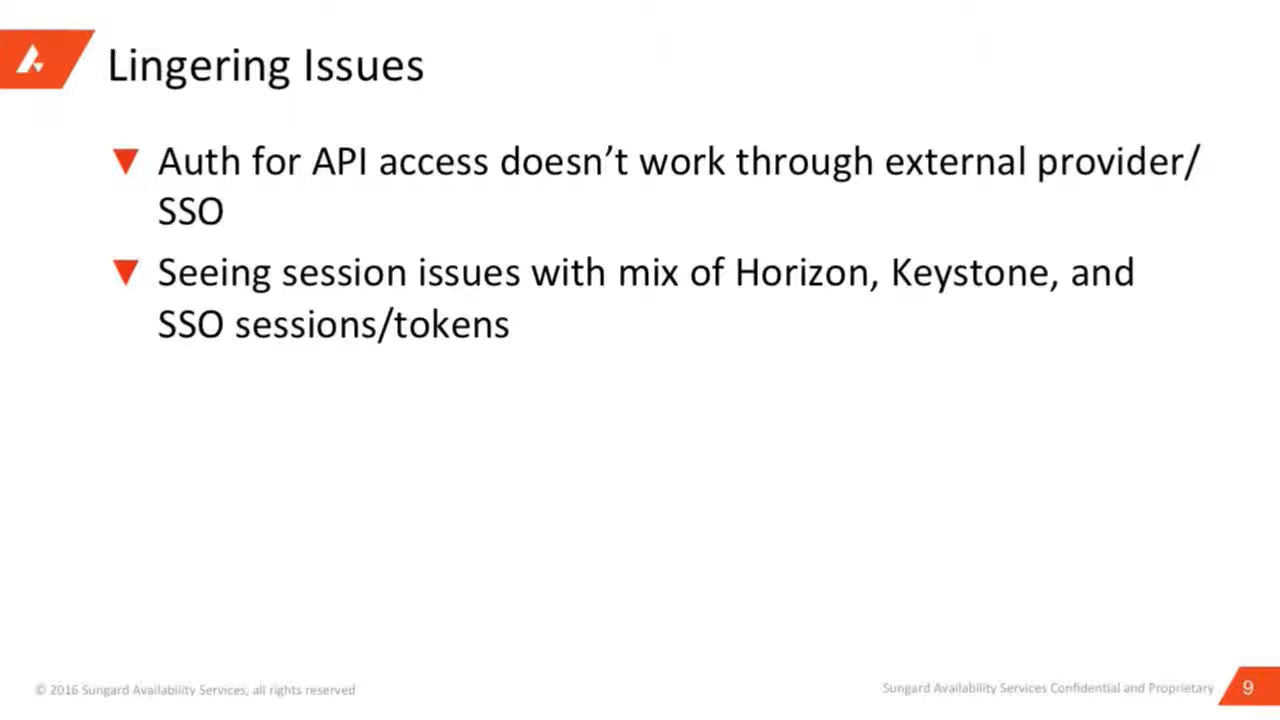 Lingering Issues
Auth for API access doesn’t work through external provider/
SSO
Seeing session issues with mix of Horizon, Keystone, and
SSO sessions/tokens
© 2016 Sungard Availability Services, all rights reserved
Sungard Availability Services Confidential and Proprietary
9